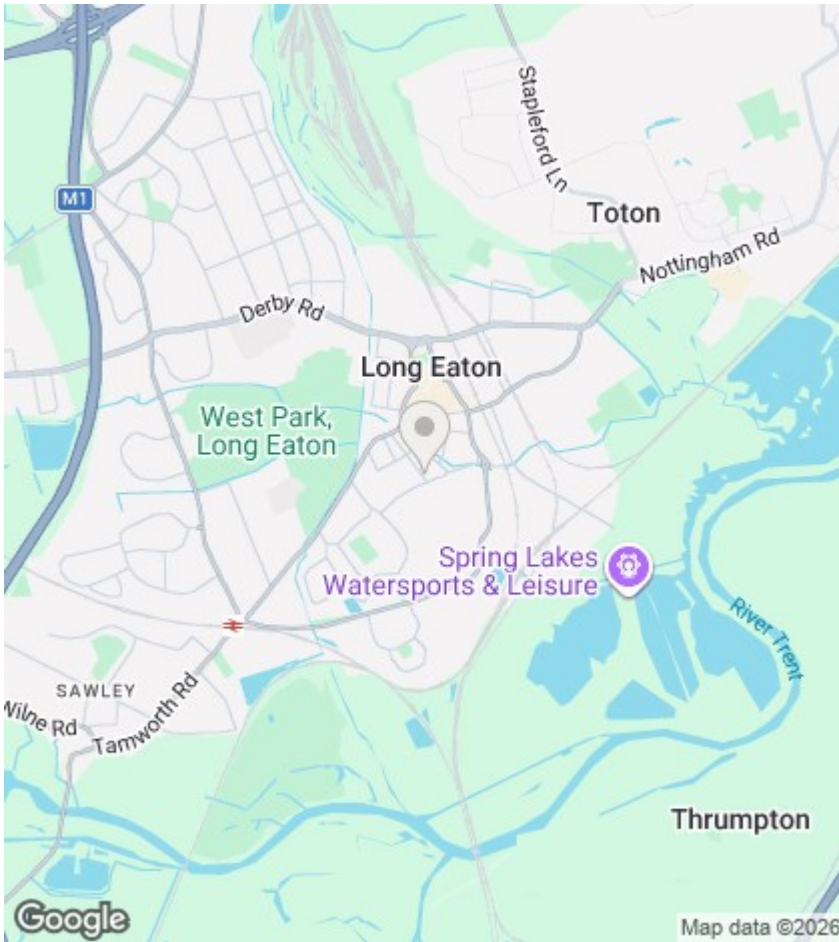 Stapleford Ln
M1
Toton
Nottingham Rd
Derby Rd
Long Eaton
West Park,
Long Eaton
Spring Lakes
Watersports & Leisure
River Trent
SAWLEY
Wilne Rd
Tamworth Rd
Thrumpton
Google
Map data ©2026